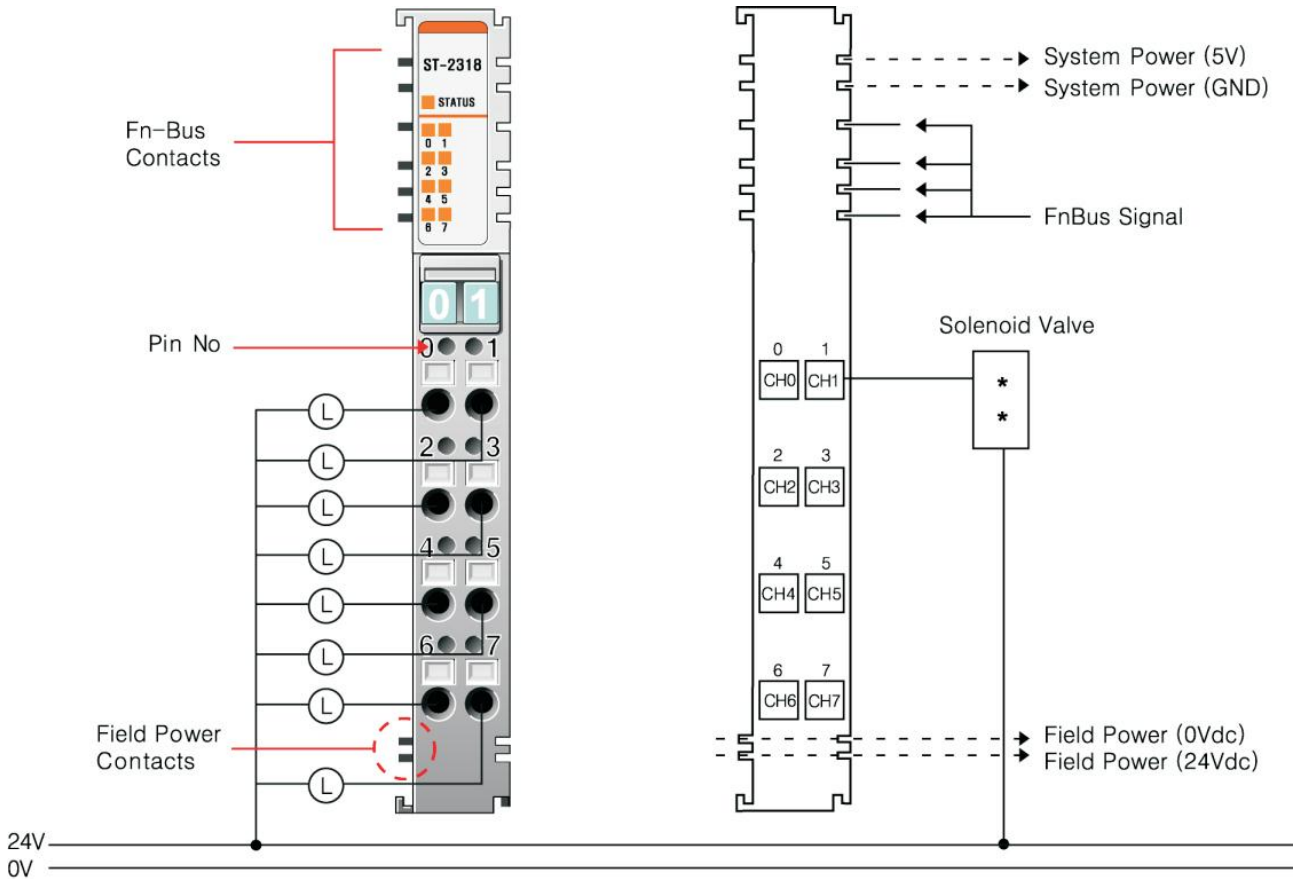 ST-2318
STATUS
0 1
2 3
4 5
6 7
Fn-Bus
Contacts
01
Pin No
0 1
2 3
4 5
6 7
L
L
L
L
L
L
L
L
Field Power
Contacts
24V
0V
System Power (5V)
System Power (GND)
FnBus Signal
Solenoid Valve
*
*
0 1
CH0 CH1
2 3
CH2 CH3
4 5
CH4 CH5
6 7
CH6 CH7
Field Power (0Vdc)
Field Power (24Vdc)